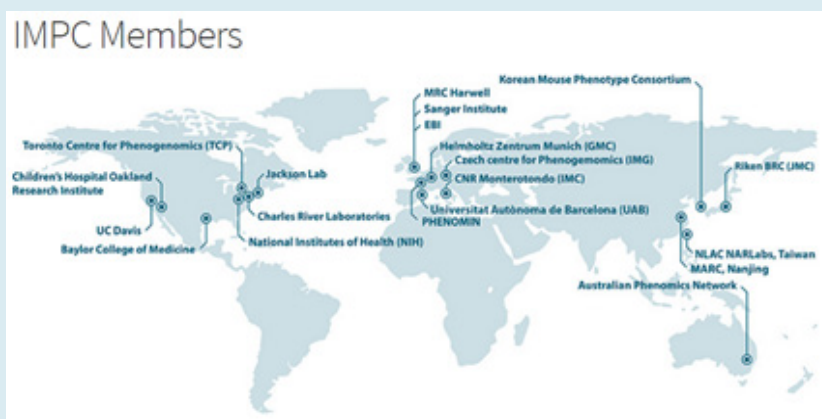 IMPC Members
Korean Mouse Phenotype Consortium
MRC Harwell
Sanger Institute
EBI
Toronto Centre for Phenogenomics (TCP)
Helmholtz Zentrum Munich (GMC)
Czech centre for Phenogemomics (IMG)
Riken BRC (JMC)
Children's Hospital Oakland
Research Institute
Jackson Lab
CNR Monterotondo (IMC)
Charles River Laboratories
Universitat Autònoma de Barcelona (UAB)
PHENOMIN
UC Davis
National Institutes of Health (NIH)
Baylor College of Medicine
NLAC NARLabs, Taiwan
MARC, Nanjing
Australian Phenomics Network